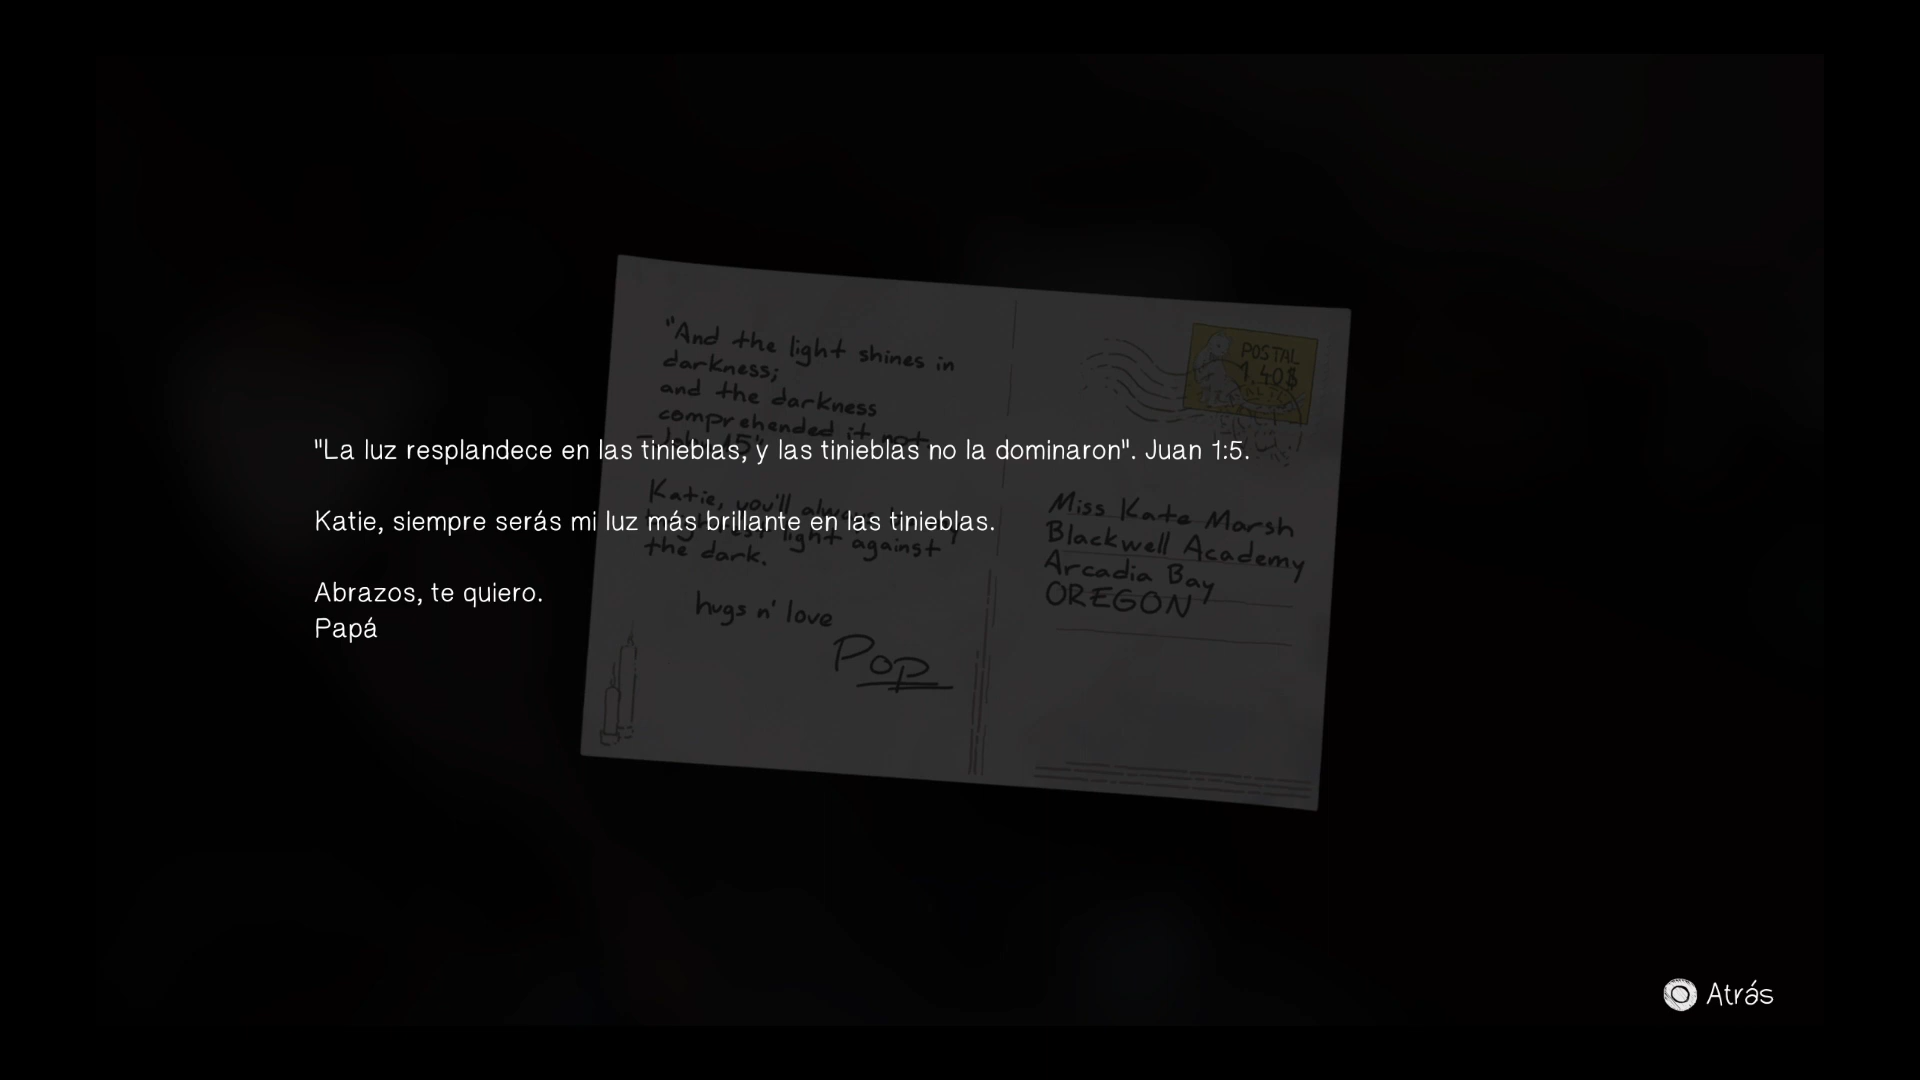 "La luz resplandece en las tinieblas, y las tinieblas no la dominaron". Juan 1:5.
Katie, siempre serás mi luz más brillante en las tinieblas.
Abrazos, te quiero.
Papá
"And the light shines in
darkness;
and the darkness
comprehended it not
Katie, you'll always
light against
the dark.
hugs n' love
Pop
POSTAL
1.40$
Miss Kate Marsh
Blackwell Academy
Arcadia Bay
OREGON
Atrás